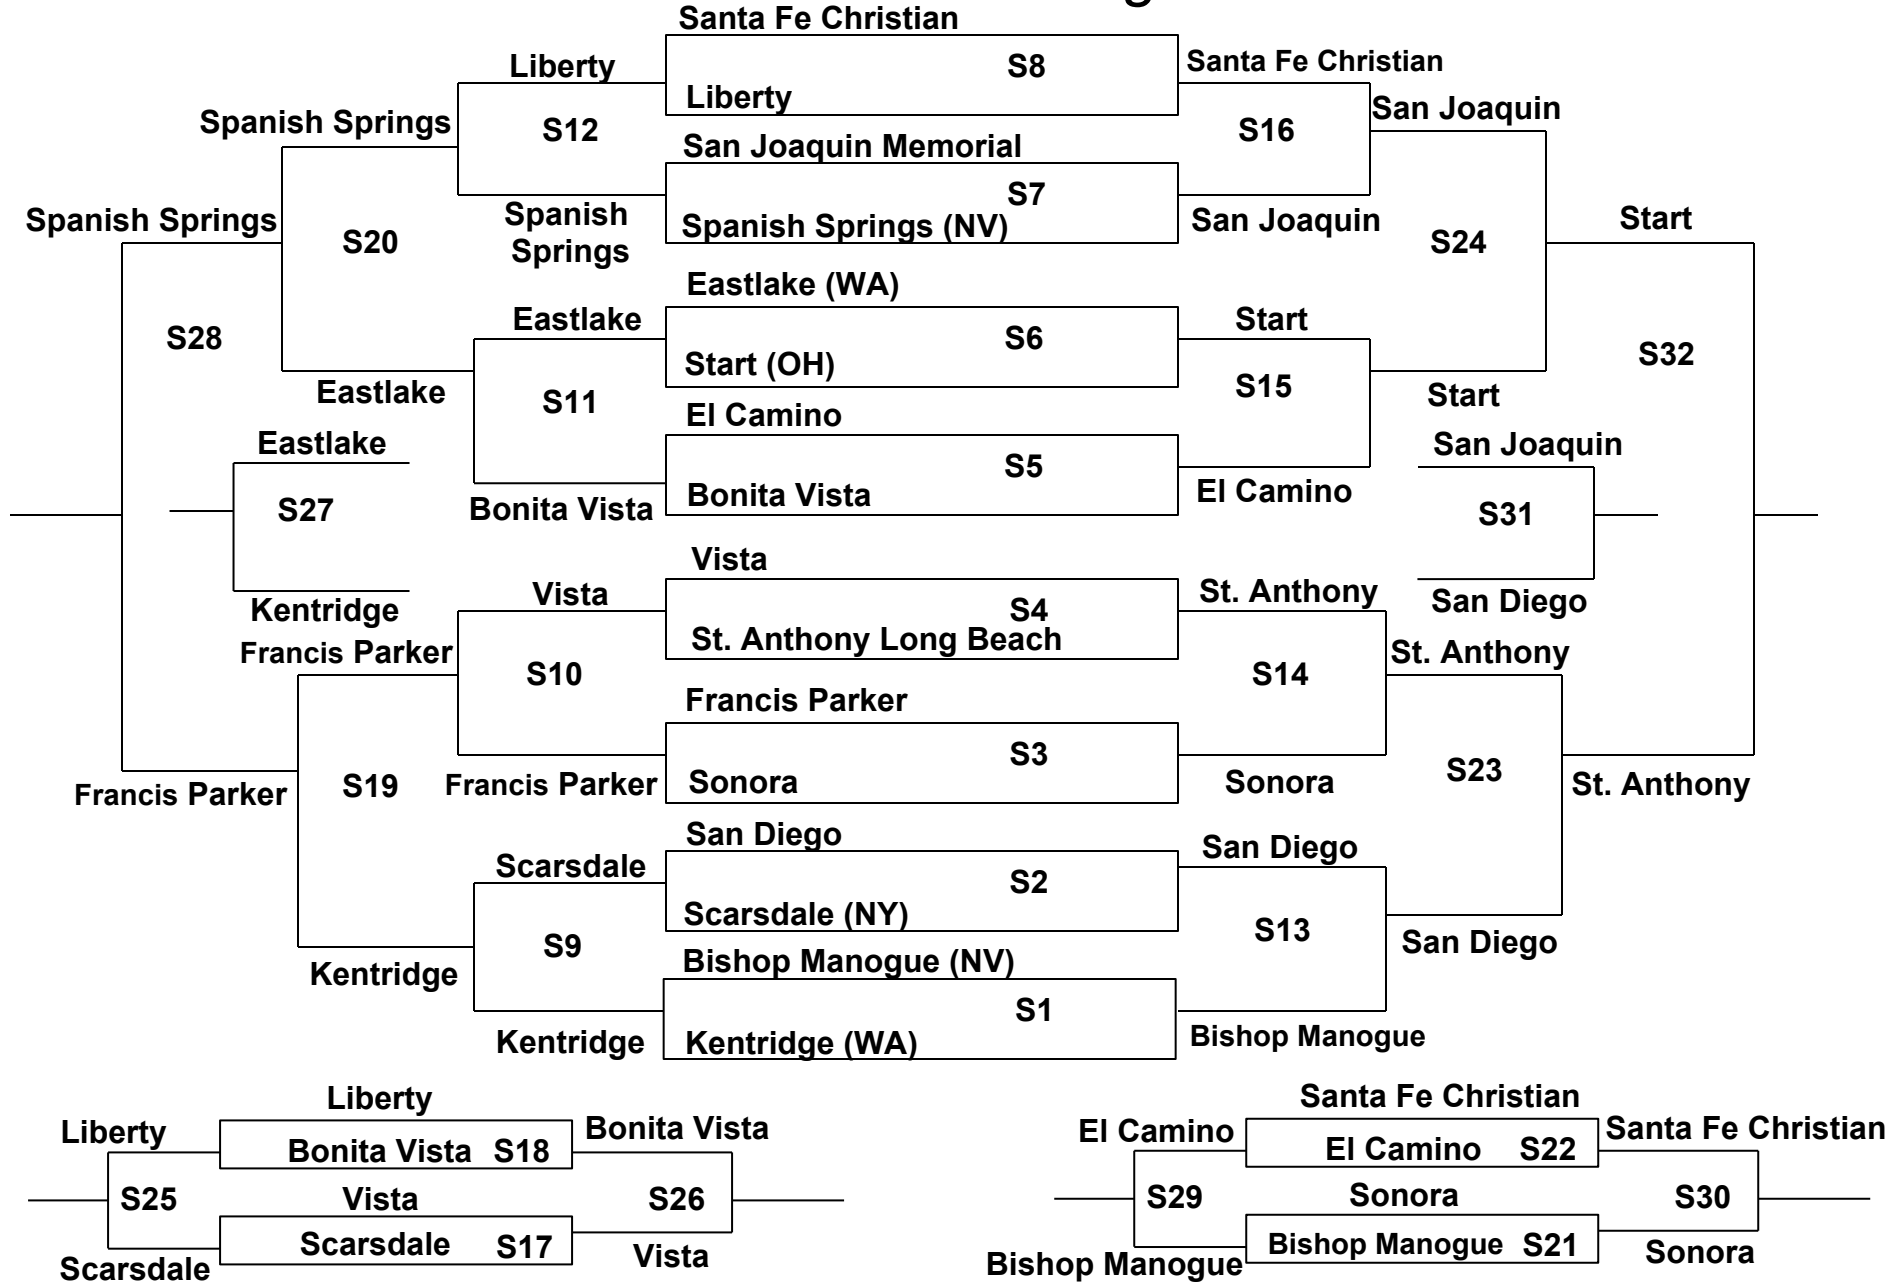 Santa Fe Christian
Liberty
S8
Santa Fe Christian
Liberty
San Joaquin
Spanish Springs
S12
S16
San Joaquin Memorial
S7
Spanish Springs
Spanish
Springs
Spanish Springs (NV)
San Joaquin
Start
S20
S24
Eastlake (WA)
Eastlake
Start
S28
S6
S32
Start (OH)
Eastlake
S11
S15
Start
El Camino
Eastlake
San Joaquin
S5
Bonita Vista
Bonita Vista
El Camino
S27
S31
Vista
Vista
St. Anthony
Kentridge
S4
San Diego
St. Anthony Long Beach
Francis Parker
St. Anthony
S10
S14
Francis Parker
S3
Francis Parker
S19
Francis Parker
Sonora
Sonora
S23
St. Anthony
San Diego
Scarsdale
San Diego
S2
Scarsdale (NY)
S9
S13
San Diego
Bishop Manogue (NV)
Kentridge
S1
Kentridge
Kentridge (WA)
Bishop Manogue
Liberty
Liberty
Bonita Vista S18
Bonita Vista
S25
Vista
S26
Scarsdale S17
Scarsdale
Vista
Santa Fe Christian
El Camino
El Camino S22
Santa Fe Christian
S29
Sonora
S30
Bishop Manogue S21
Bishop Manogue
Sonora